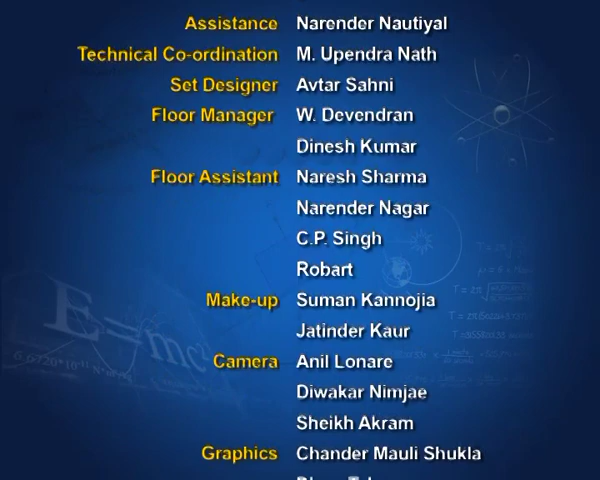 Assistance Narender Nautiyal
Technical Co-ordination M. Upendra Nath
Set Designer Avtar Sahni
Floor Manager W. Devendran
Dinesh Kumar
Floor Assistant Naresh Sharma
Narender Nagar
C.P. Singh
Robart
Make-up Suman Kannojia
Jatinder Kaur
E=mc²
Camera Anil Lonare
Diwakar Nimjae
Sheikh Akram
Graphics Chander Mauli Shukla